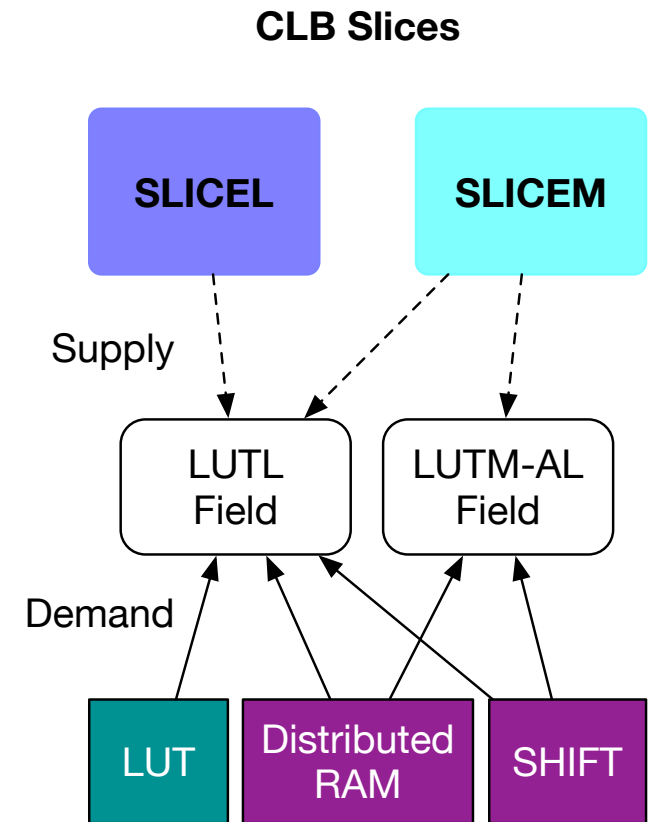 CLB Slices
SLICEL
SLICEM
Supply
LUTL
Field
LUTM-AL
Field
Demand
LUT
Distributed
RAM
SHIFT